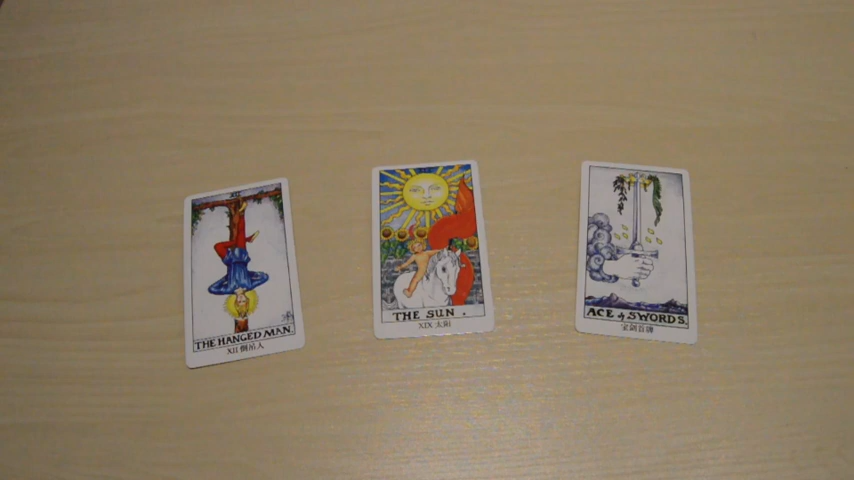 XII
THE HANGED MAN.
XII 倒吊人
THE SUN.
XIX 太阳
ACE of SWORDS.
宝剑首牌